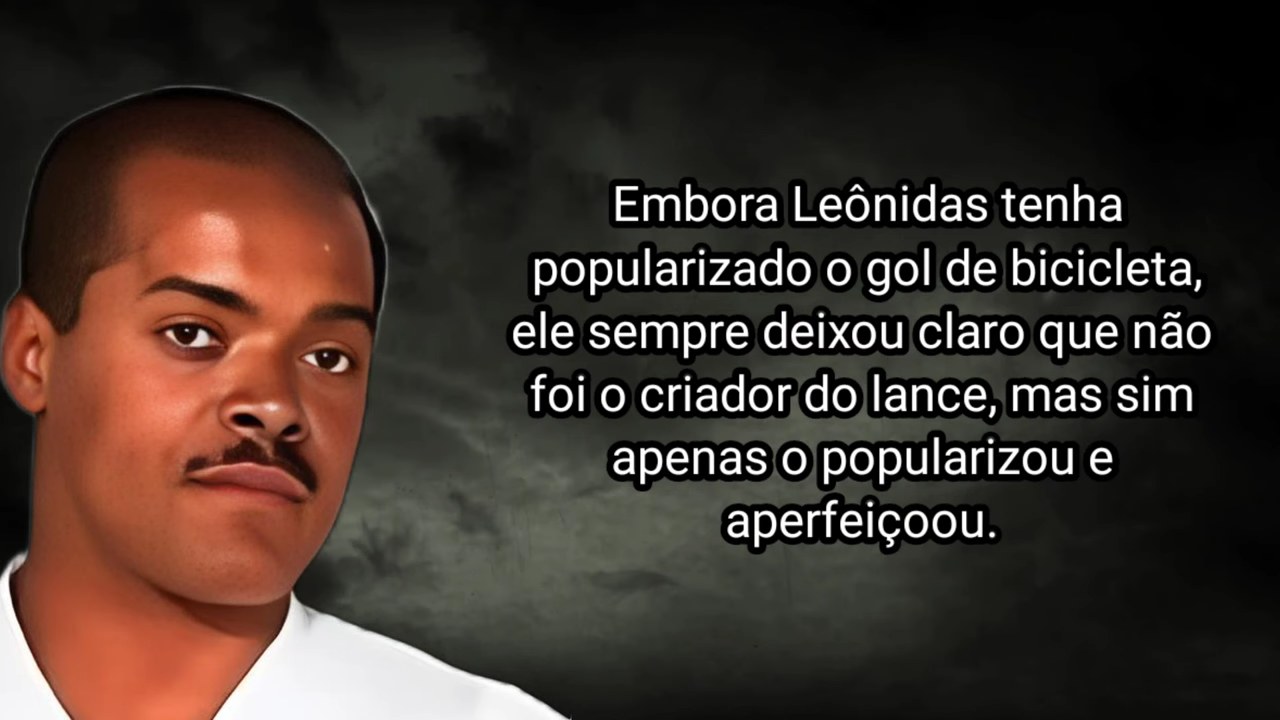 Embora Leônidas tenha
popularizado o gol de bicicleta,
ele sempre deixou claro que não
foi o criador do lance, mas sim
apenas o popularizou e
aperfeiçoou.